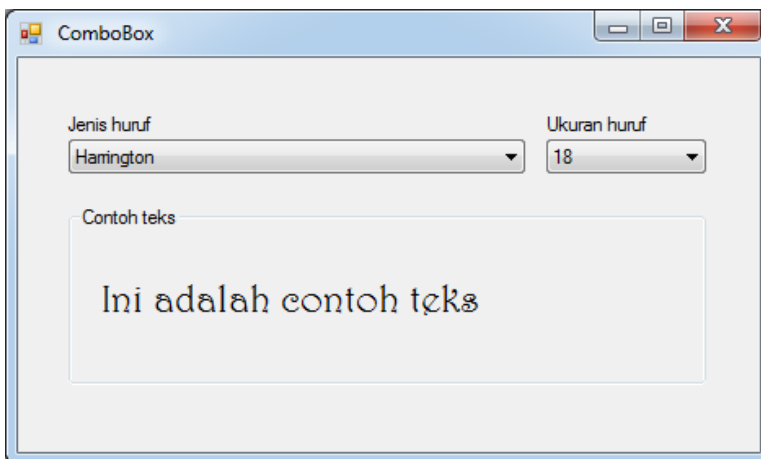 ComboBox
Jenis huruf
Ukuran huruf
Harrington
18
Contoh teks
Ini adalah contoh teks